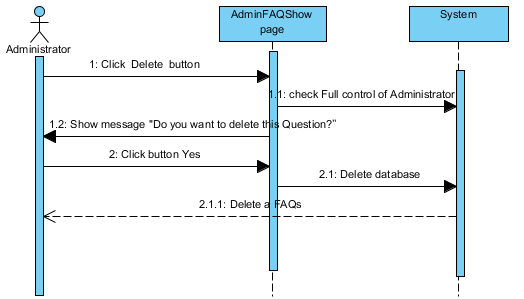 Administrator
AdminFAQShow
page
System
1: Click Delete button
1.1: check Full control of Administrator
1.2: Show message "Do you want to delete this Question?"
2: Click button Yes
2.1: Delete database
2.1.1: Delete a FAQs